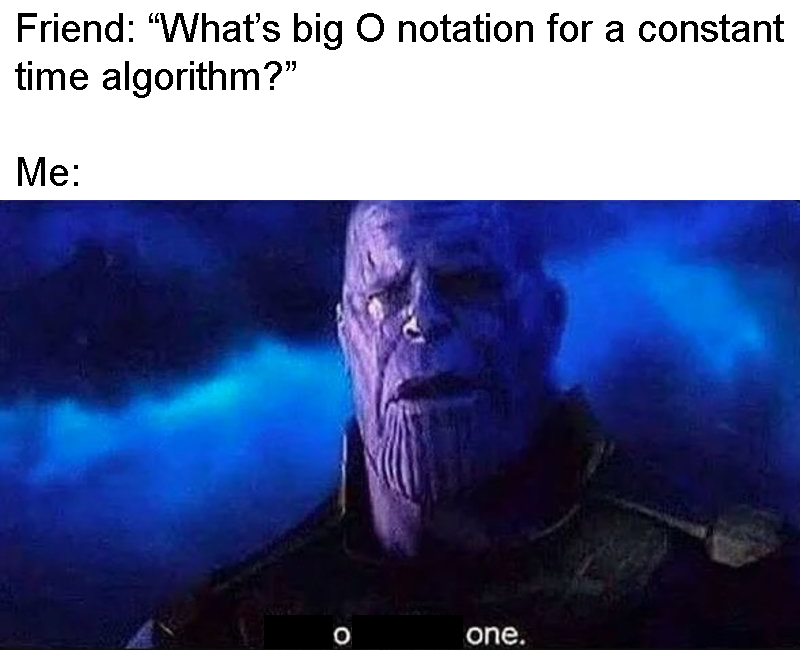 Friend: “What’s big O notation for a constant
time algorithm?”
Me:
o one.